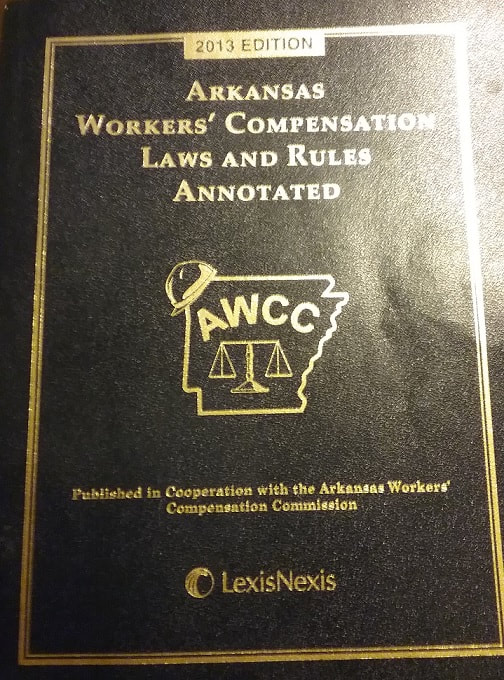 2013 EDITION
ARKANSAS
WORKERS' COMPENSATION
LAWS AND RULES
ANNOTATED
AWCC
Published in Cooperation with the Arkansas Workers'
Compensation Commission
LexisNexis